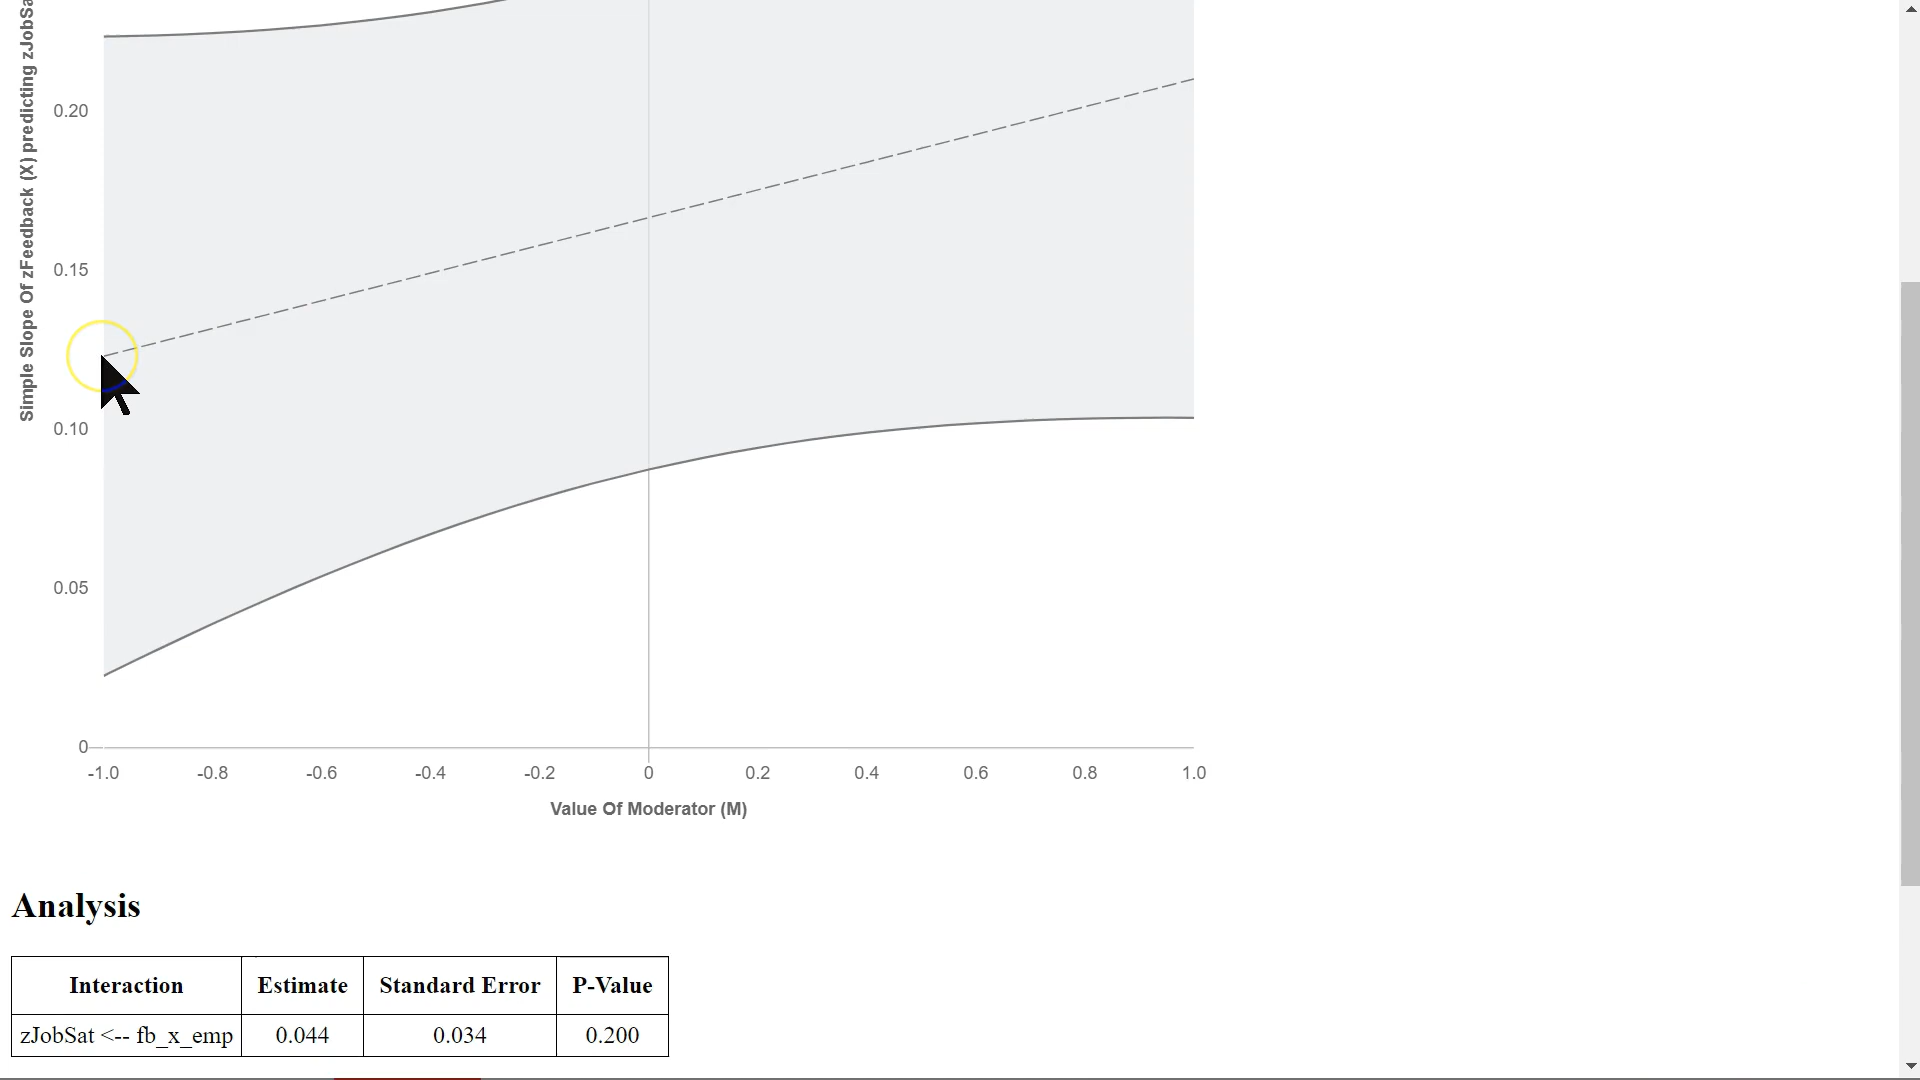 Simple Slope Of zFeedback (X) predicting zJobSa
0.20
0.15
0.10
0.05
0
-1.0 -0.8 -0.6 -0.4 -0.2 0 0.2 0.4 0.6 0.8 1.0
Value Of Moderator (M)
Analysis
Interaction Estimate Standard Error P-Value
zJobSat <-- fb_x_emp 0.044 0.034 0.200